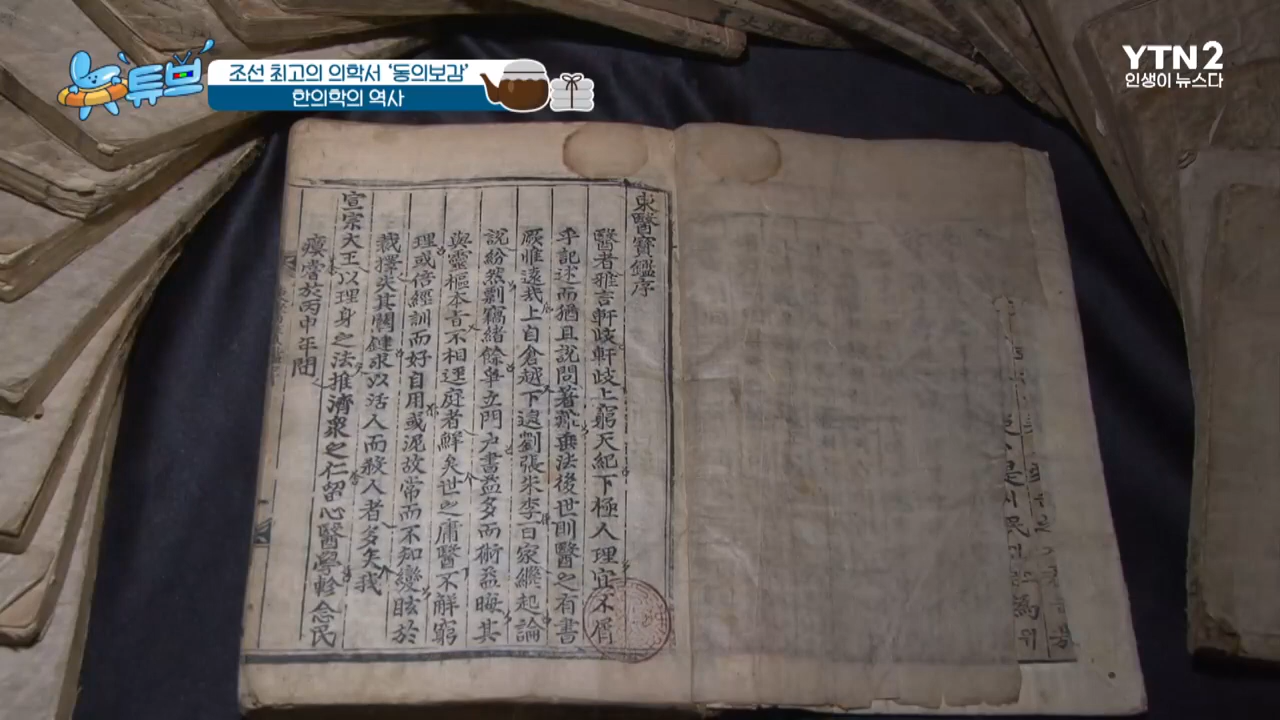 튜브
조선 최고의 의학서 '동의보감'
한의학의 역사
YTN2
인생이 뉴스다
東醫寶鑑序
醫者雅言軒岐軒岐上窮天紀下極人理宜不屑
乎記述而猶且說問著難垂法後世則醫之有書
厥惟遠哉上自倉越下逮劉張朱李百家繼起論
說紛然剽竊緖餘爭立門戶書益多而術益晦其
與靈樞本旨不相逕庭者鮮矣世之庸醫不解窮
理或倍經訓而好自用或泥故常而不知變眩於
裁擇失其關鍵求以活人而殺人者多矣我
宣宗大王以理身之法推濟衆之仁留心醫學軫念民
瘼嘗於丙申年間